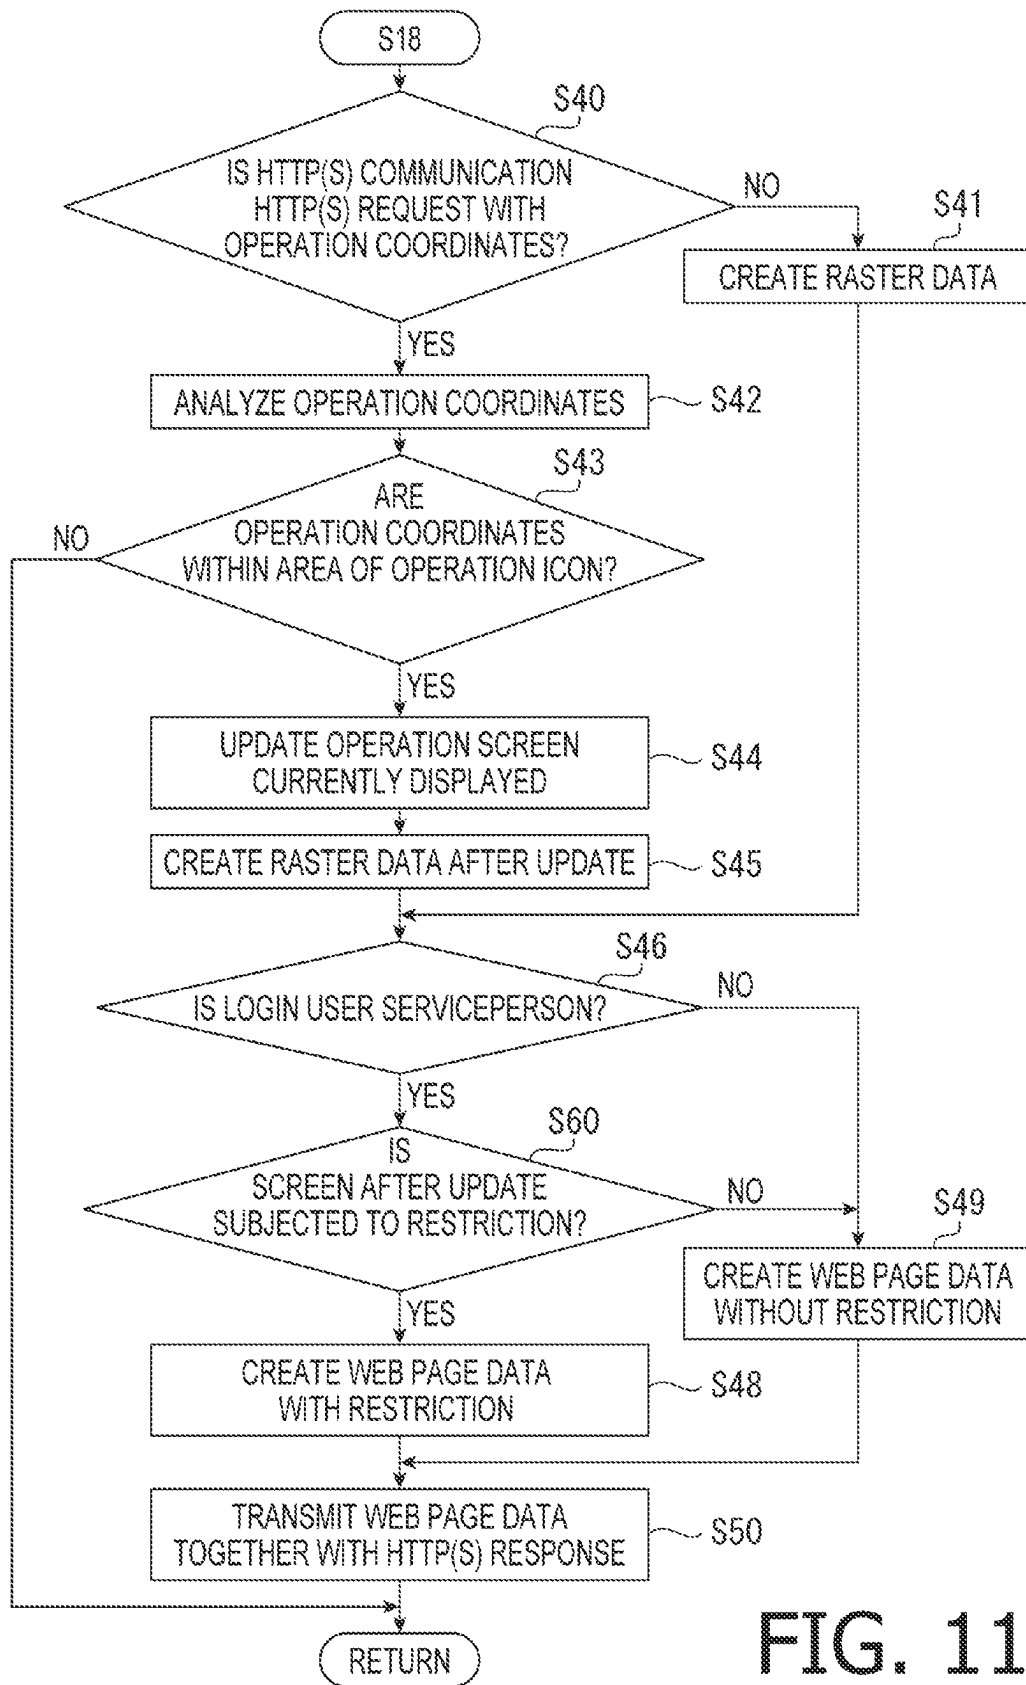 S18
S40
IS HTTP(S) COMMUNICATION
HTTP(S) REQUEST WITH
OPERATION COORDINATES?
NO
S41
CREATE RASTER DATA
YES
ANALYZE OPERATION COORDINATES
S42
S43
ARE
OPERATION COORDINATES
WITHIN AREA OF OPERATION ICON?
NO
YES
UPDATE OPERATION SCREEN
CURRENTLY DISPLAYED
S44
CREATE RASTER DATA AFTER UPDATE
S45
S46
IS LOGIN USER SERVICEPERSON?
NO
YES
S60
IS
SCREEN AFTER UPDATE
SUBJECTED TO RESTRICTION?
NO
S49
CREATE WEB PAGE DATA
WITHOUT RESTRICTION
YES
CREATE WEB PAGE DATA
WITH RESTRICTION
S48
TRANSMIT WEB PAGE DATA
TOGETHER WITH HTTP(S) RESPONSE
S50
RETURN
FIG. 11